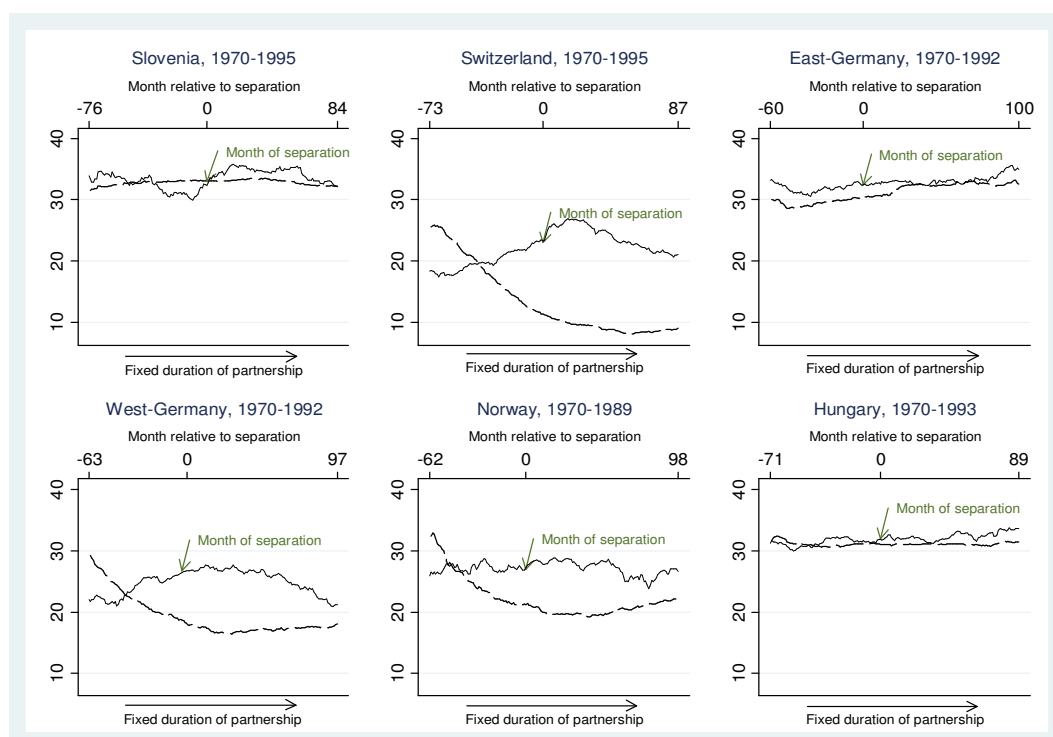 Slovenia, 1970-1995
Month relative to separation
-76 0 84
40
30
20
10
Month of separation
Fixed duration of partnership
Switzerland, 1970-1995
Month relative to separation
-73 0 87
40
30
20
10
Month of separation
Fixed duration of partnership
East-Germany, 1970-1992
Month relative to separation
-60 0 100
40
30
20
10
Month of separation
Fixed duration of partnership
West-Germany, 1970-1992
Month relative to separation
-63 0 97
40
30
20
10
Month of separation
Fixed duration of partnership
Norway, 1970-1989
Month relative to separation
-62 0 98
40
30
20
10
Month of separation
Fixed duration of partnership
Hungary, 1970-1993
Month relative to separation
-71 0 89
40
30
20
10
Month of separation
Fixed duration of partnership